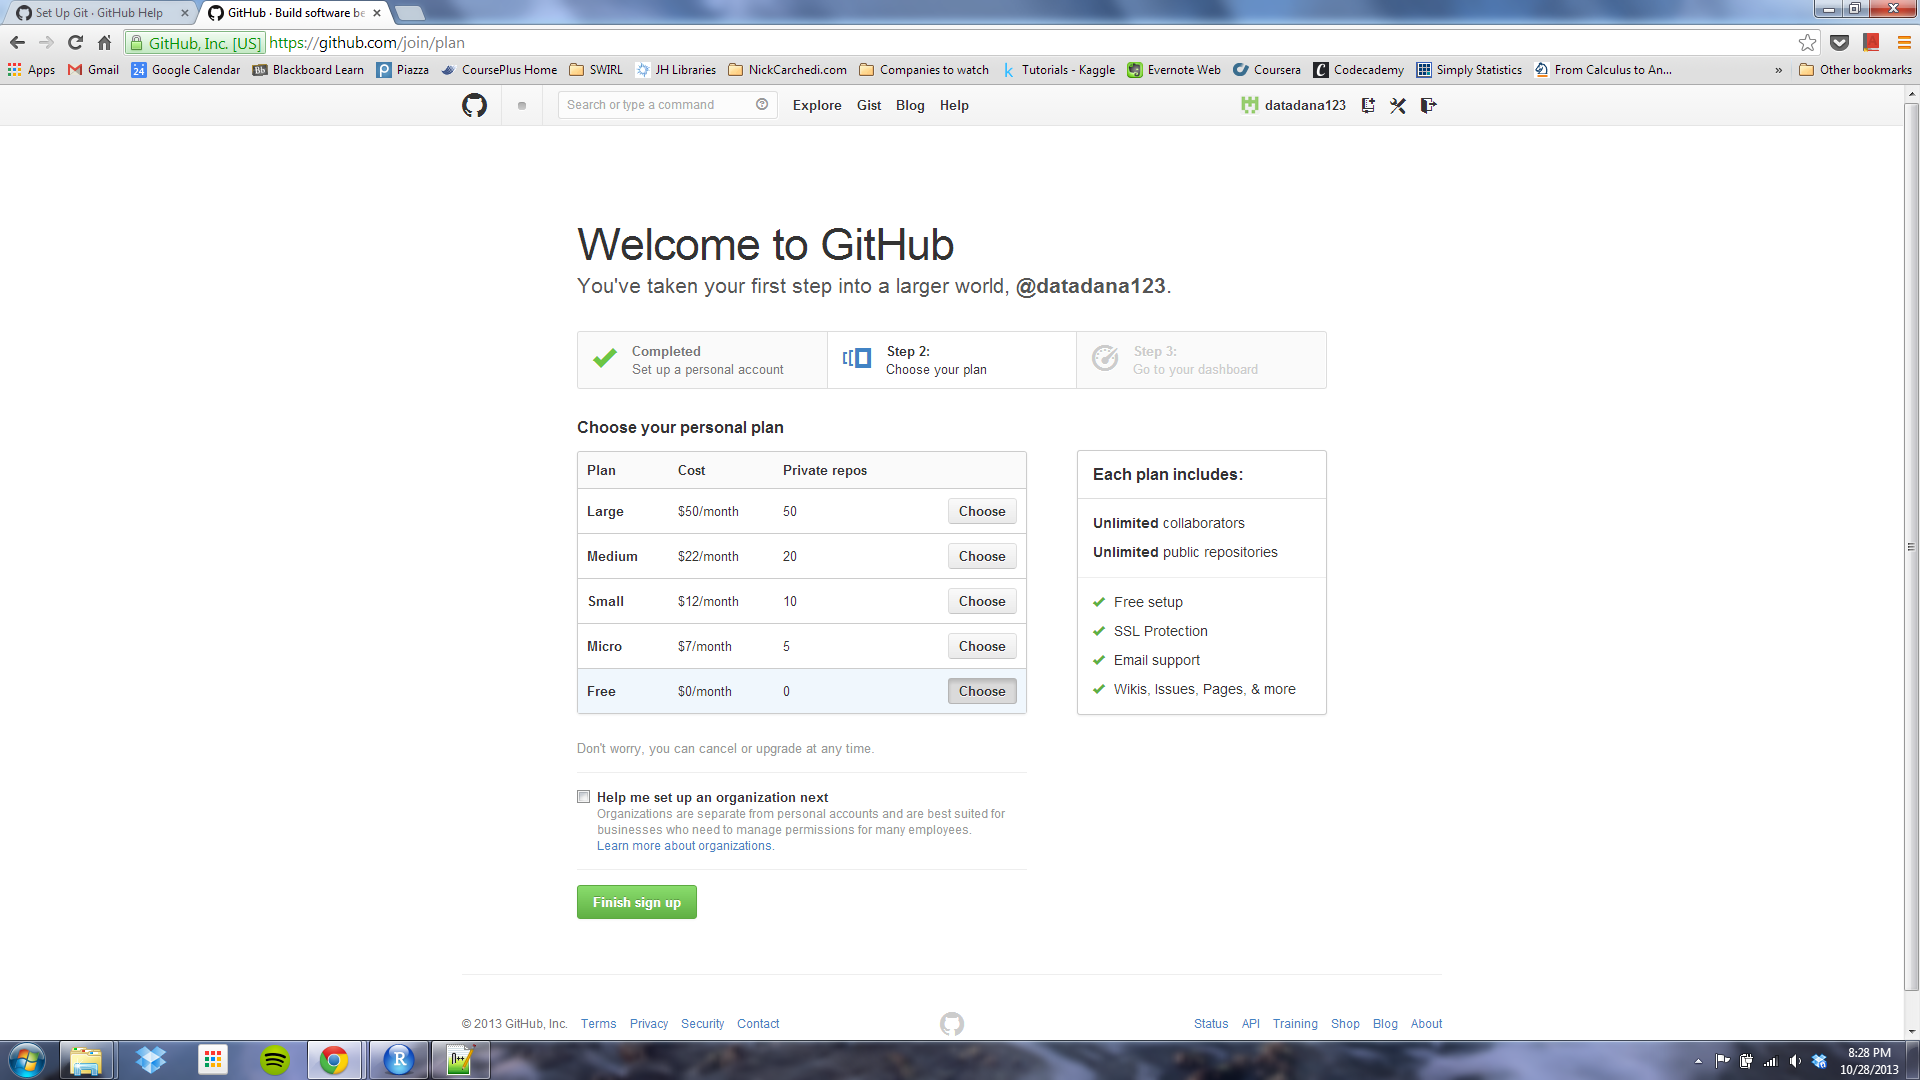 Set Up Git · GitHub Help
GitHub · Build software be
GitHub, Inc. [US] https://github.com/join/plan
Apps Gmail 24 Google Calendar Bb Blackboard Learn Piazza CoursePlus Home SWIRL JH Libraries NickCarchedi.com Companies to watch Tutorials - Kaggle Evernote Web Coursera Codecademy Simply Statistics From Calculus to An... » Other bookmarks
Search or type a command Explore Gist Blog Help datadana123
Welcome to GitHub
You've taken your first step into a larger world, @datadana123.
Completed
Set up a personal account
Step 2:
Choose your plan
Step 3:
Go to your dashboard
Choose your personal plan
Plan Cost Private repos
Large $50/month 50 Choose
Medium $22/month 20 Choose
Small $12/month 10 Choose
Micro $7/month 5 Choose
Free $0/month 0 Choose
Each plan includes:
Unlimited collaborators
Unlimited public repositories
Free setup
SSL Protection
Email support
Wikis, Issues, Pages, & more
Don't worry, you can cancel or upgrade at any time.
Help me set up an organization next
Organizations are separate from personal accounts and are best suited for
businesses who need to manage permissions for many employees.
Learn more about organizations.
Finish sign up
© 2013 GitHub, Inc. Terms Privacy Security Contact Status API Training Shop Blog About
8:28 PM
10/28/2013